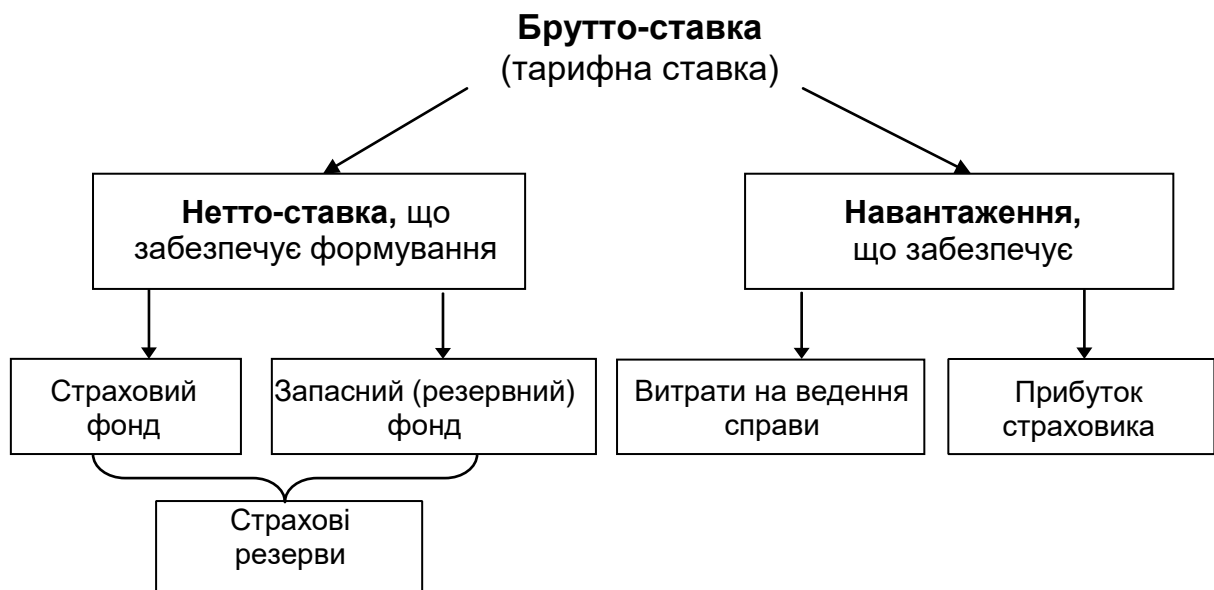 Брутто-ставка
(тарифна ставка)
Нетто-ставка, що
забезпечує формування
Навантаження,
що забезпечує
Страховий
фонд
Запасний (резервний)
фонд
Витрати на ведення
справи
Прибуток
страховика
Страхові
резерви